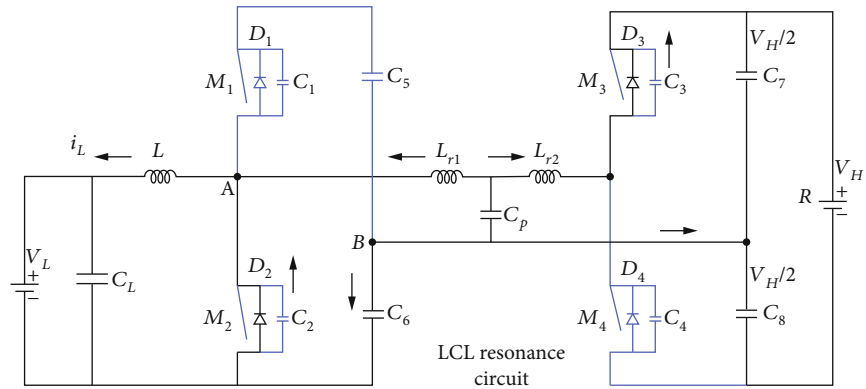 D1
VH/2
D3
M1
C1
C5
M3
C3
C7
iL
L
Lr1
Lr2
A
VH
Cp
R
+
−
B
VL
+
−
CL
D2
D4
VH/2
M2
C2
C6
M4
C4
C8
LCL resonance
circuit